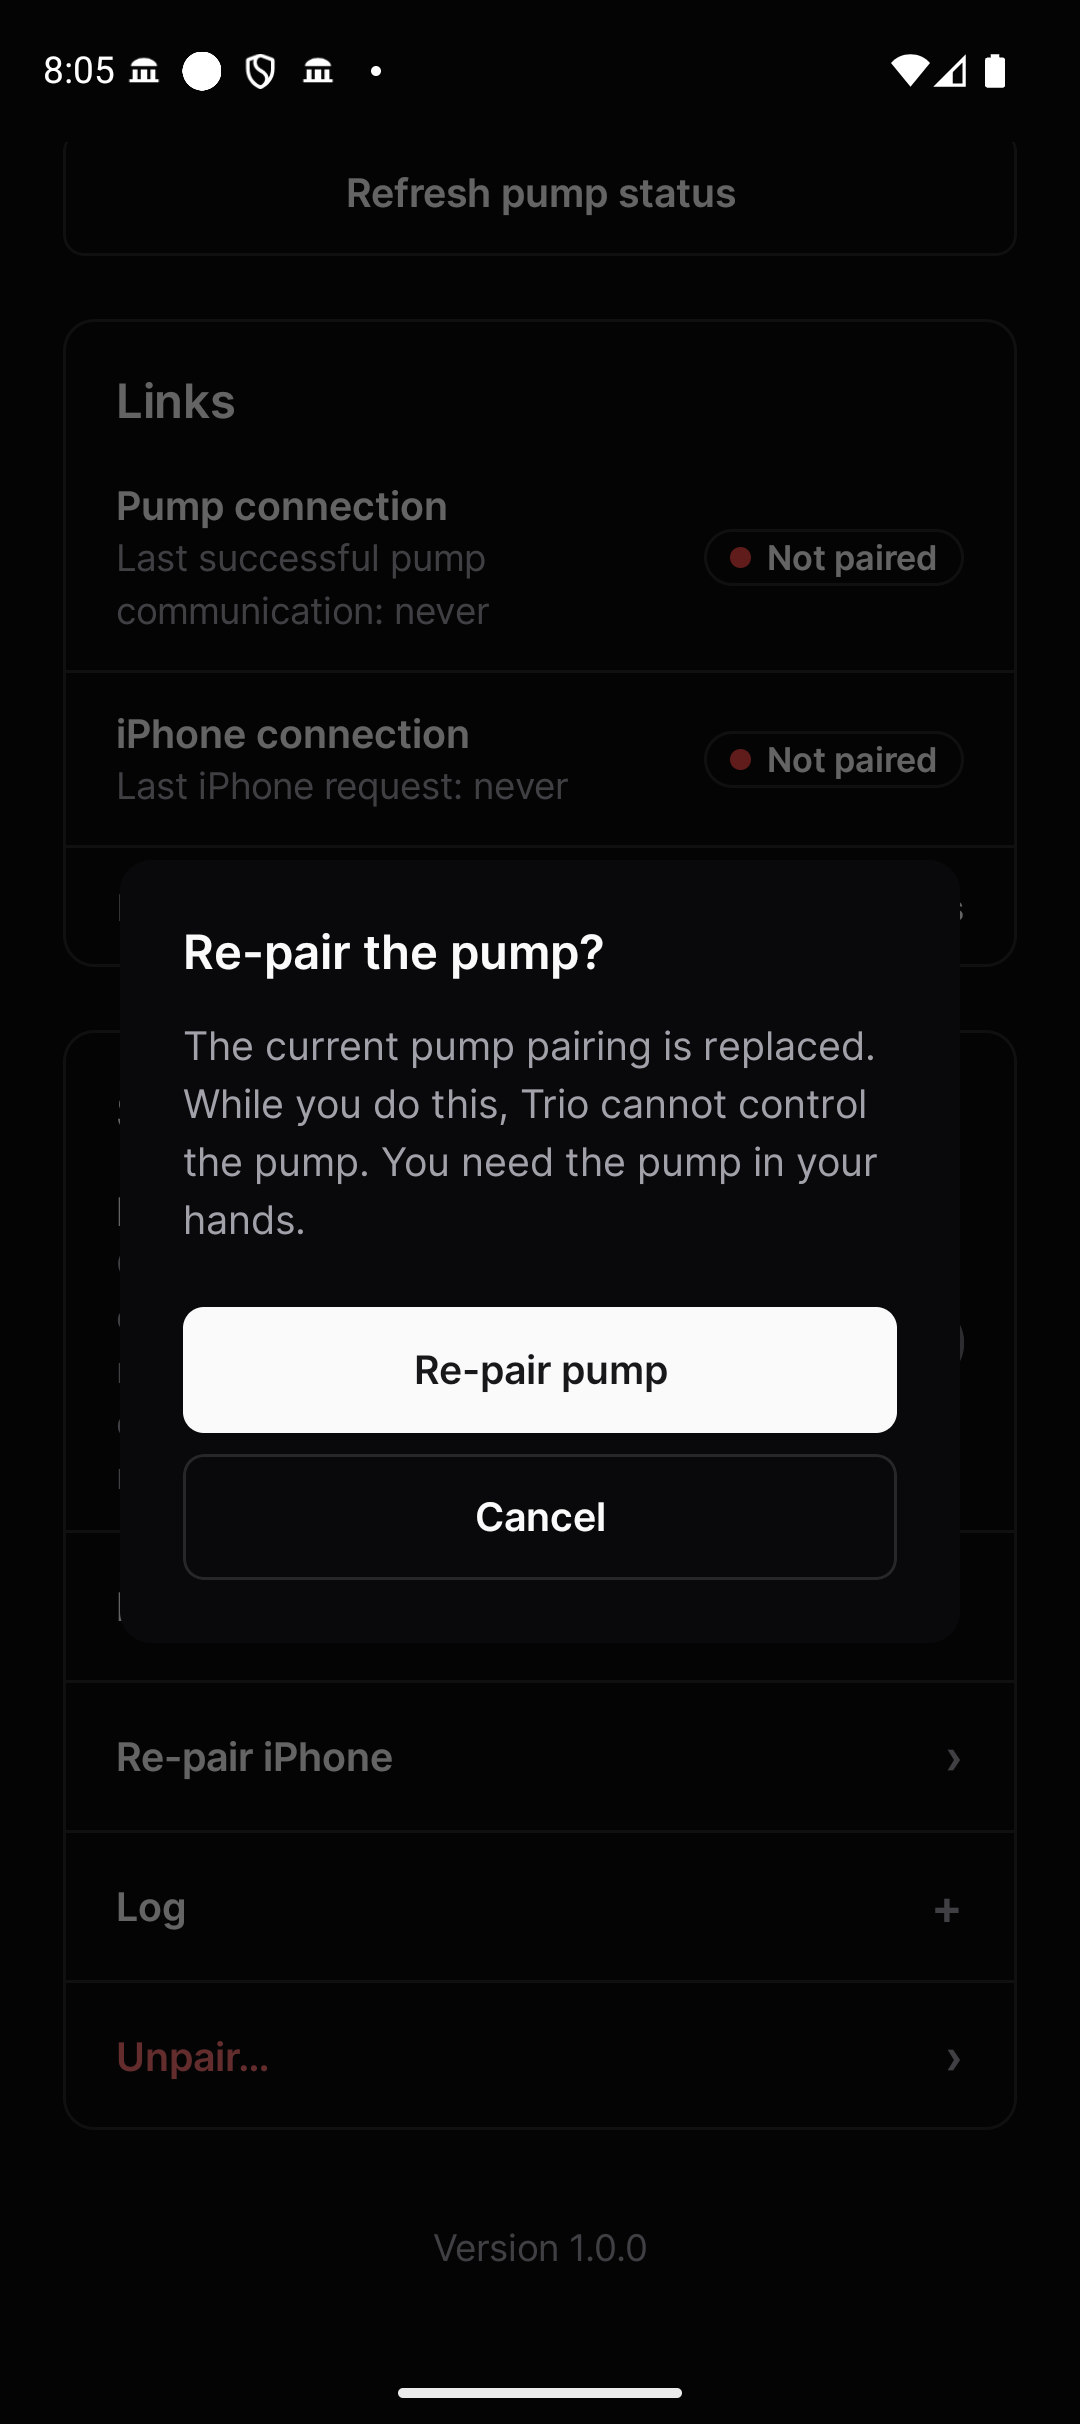 8:05
Refresh pump status
Links
Pump connection
Last successful pump
communication: never
Not paired
iPhone connection
Last iPhone request: never
Not paired
Re-pair the pump?
The current pump pairing is replaced.
While you do this, Trio cannot control
the pump. You need the pump in your
hands.
Re-pair pump
Cancel
Re-pair iPhone
Log
Unpair...
Version 1.0.0